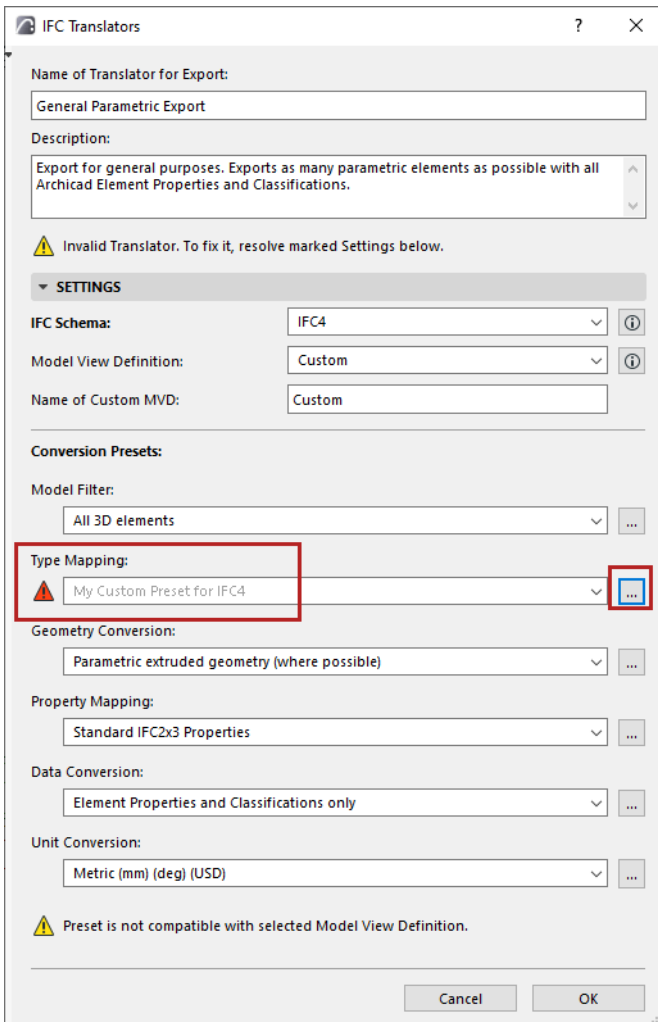 IFC Translators
?
Name of Translator for Export:
General Parametric Export
Description:
Export for general purposes. Exports as many parametric elements as possible with all
Archicad Element Properties and Classifications.
Invalid Translator. To fix it, resolve marked Settings below.
SETTINGS
IFC Schema:
IFC4
Model View Definition:
Custom
Name of Custom MVD:
Custom
Conversion Presets:
Model Filter:
All 3D elements
...
Type Mapping:
My Custom Preset for IFC4
...
Geometry Conversion:
Parametric extruded geometry (where possible)
...
Property Mapping:
Standard IFC2x3 Properties
...
Data Conversion:
Element Properties and Classifications only
...
Unit Conversion:
Metric (mm) (deg) (USD)
...
Preset is not compatible with selected Model View Definition.
Cancel
OK